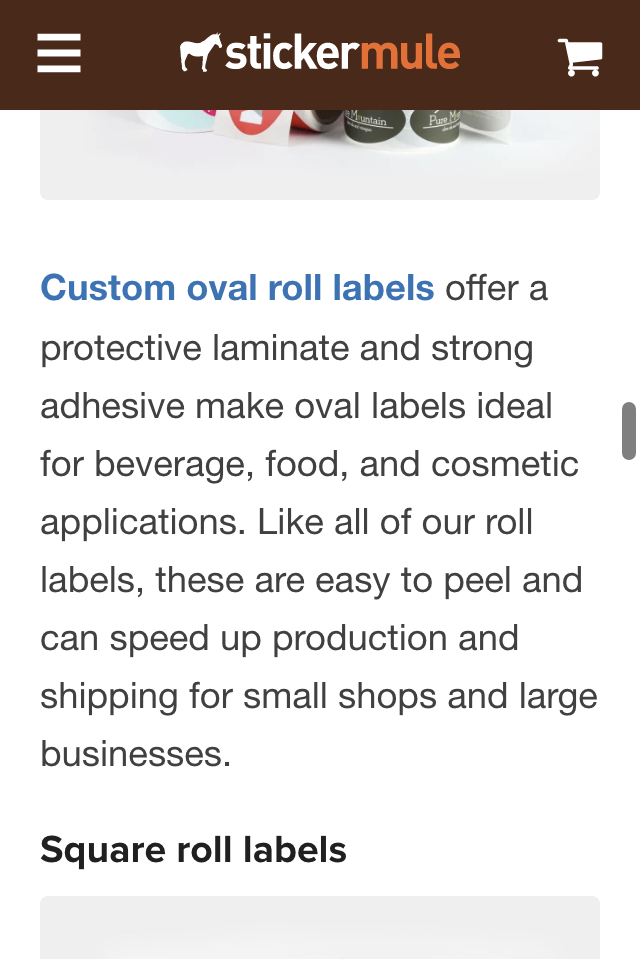 stickermule
Mountain
Pure
Custom oval roll labels offer a
protective laminate and strong
adhesive make oval labels ideal
for beverage, food, and cosmetic
applications. Like all of our roll
labels, these are easy to peel and
can speed up production and
shipping for small shops and large
businesses.
Square roll labels